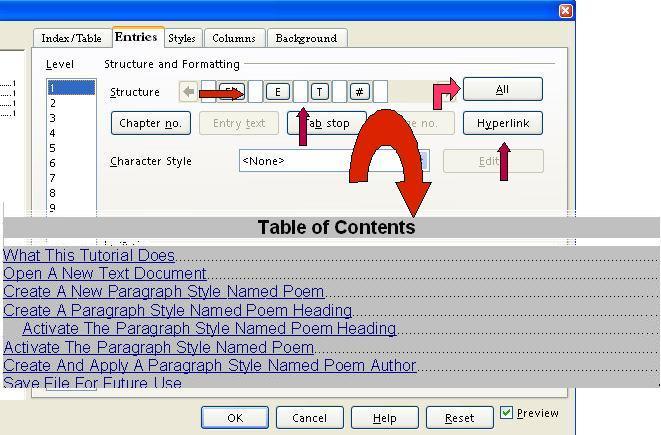 Index/Table Entries Styles Columns Background
Level Structure and Formatting
1
2
3
4
5
6
7
8
9
Structure E T # All
Chapter no. Entry text Tab stop no. Hyperlink
Character Style <None> Edit
Table of Contents
What This Tutorial Does
Open A New Text Document
Create A New Paragraph Style Named Poem
Create A Paragraph Style Named Poem Heading
Activate The Paragraph Style Named Poem Heading
Activate The Paragraph Style Named Poem
Create And Apply A Paragraph Style Named Poem Author
Save File For Future Use
OK Cancel Help Reset Preview